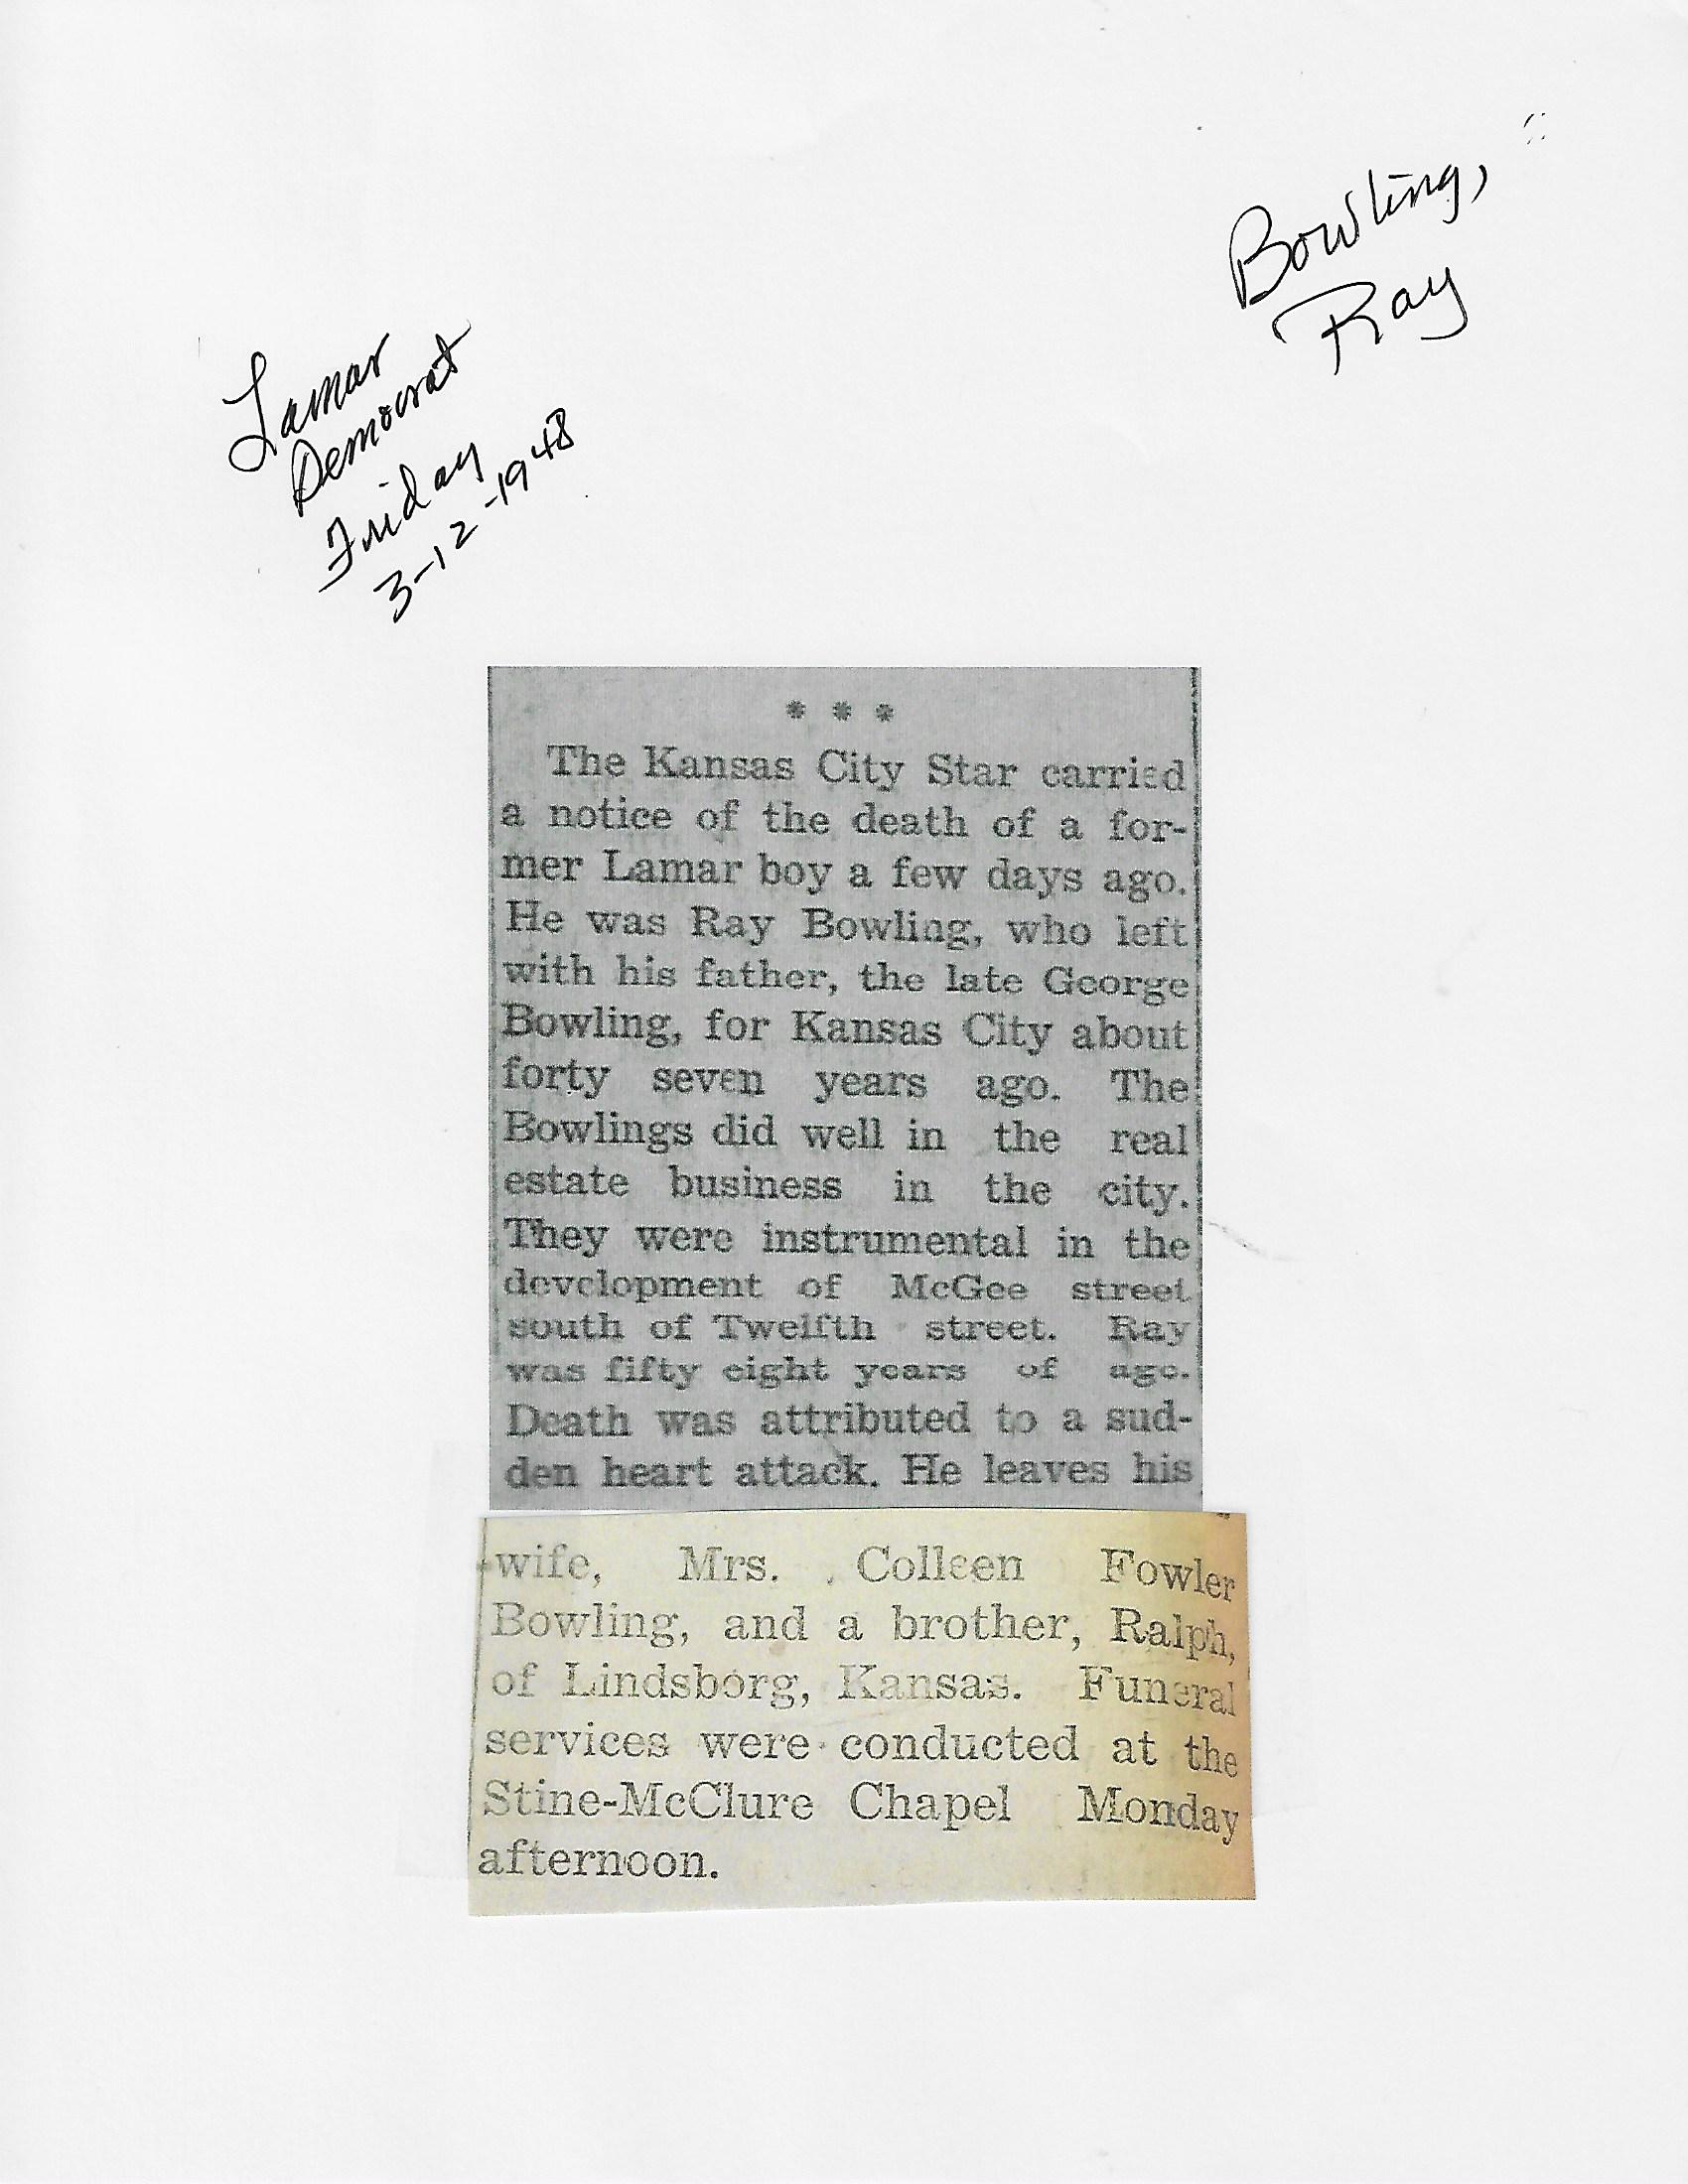 Bowling,
Ray
Lamar
Democrat
Friday
3-12-1948
* * *
The Kansas City Star carried
a notice of the death of a for-
mer Lamar boy a few days ago.
He was Ray Bowling, who left
with his father, the late George
Bowling, for Kansas City about
forty seven years ago. The
Bowlings did well in the real
estate business in the city.
They were instrumental in the
development of McGee street
south of Twelfth street. Ray
was fifty eight years of age.
Death was attributed to a sud-
den heart attack. He leaves his
wife, Mrs. Colleen Fowler
Bowling, and a brother, Ralph,
of Lindsborg, Kansas. Funeral
services were conducted at the
Stine-McClure Chapel Monday
afternoon.